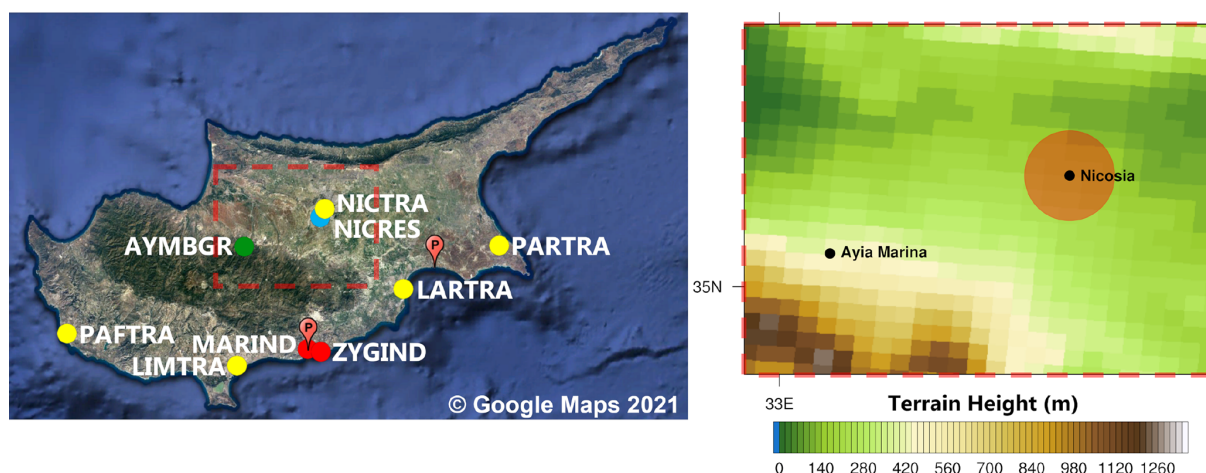 NICTRA
NICRES
AYMBGR
P
PARTRA
LARTRA
P
PAFTRA
MARIND
ZYGIND
LIMTRA
© Google Maps 2021
Nicosia
Ayia Marina
35N
33E
Terrain Height (m)
0 140 280 420 560 700 840 980 1120 1260